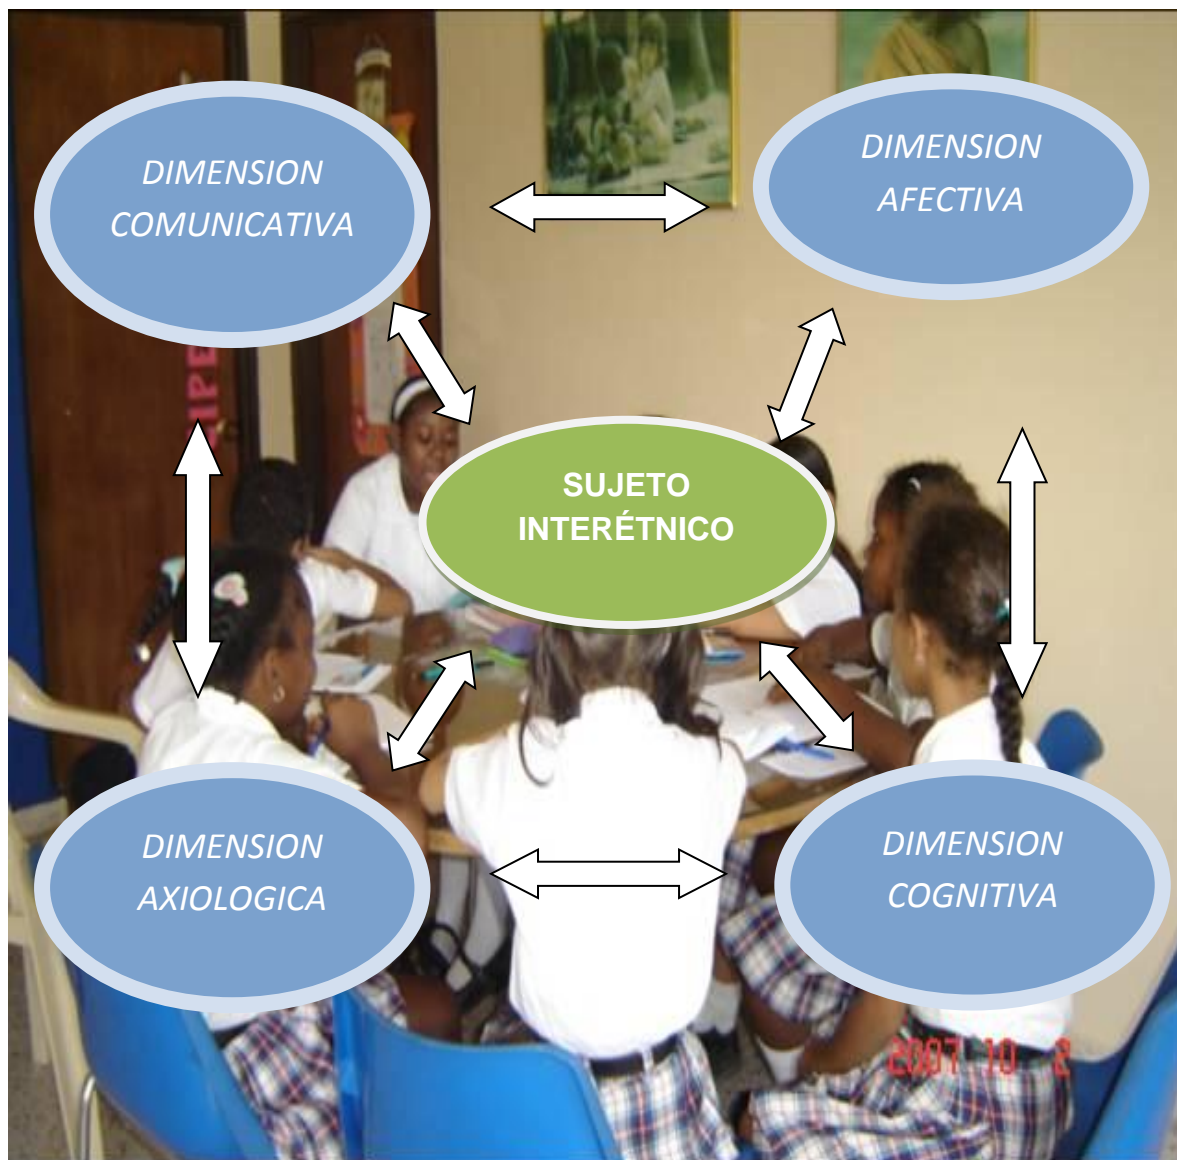 DIMENSION
COMUNICATIVA
DIMENSION
AFECTIVA
SUJETO
INTERÉTNICO
DIMENSION
AXIOLOGICA
DIMENSION
COGNITIVA
2007 10 2